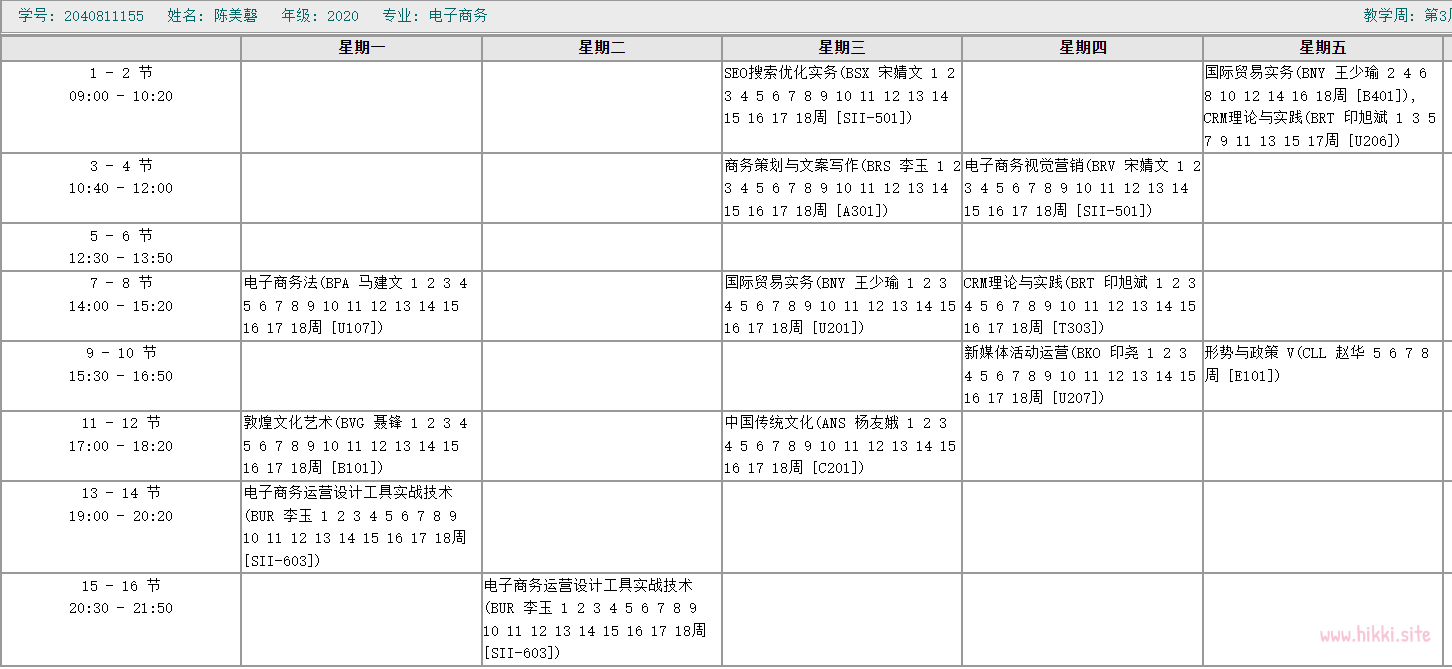 学号: 2040811155 姓名: 陈美馨 年级: 2020 专业: 电子商务 教学周: 第3
星期一 星期二 星期三 星期四 星期五
1 - 2 节
09:00 - 10:20
SEO搜索优化实务(BSX 宋婧文 1 2
3 4 5 6 7 8 9 10 11 12 13 14
15 16 17 18周 [SII-501])
国际贸易实务(BNY 王少瑜 2 4 6
8 10 12 14 16 18周 [B401]),
CRM理论与实践(BRT 印旭斌 1 3 5
7 9 11 13 15 17周 [U206])
3 - 4 节
10:40 - 12:00
商务策划与文案写作(BRS 李玉 1 2
3 4 5 6 7 8 9 10 11 12 13 14
15 16 17 18周 [A301])
电子商务视觉营销(BRV 宋婧文 1 2
3 4 5 6 7 8 9 10 11 12 13 14
15 16 17 18周 [SII-501])
5 - 6 节
12:30 - 13:50
7 - 8 节
14:00 - 15:20
电子商务法(BPA 马建文 1 2 3 4
5 6 7 8 9 10 11 12 13 14 15
16 17 18周 [U107])
国际贸易实务(BNY 王少瑜 1 2 3
4 5 6 7 8 9 10 11 12 13 14 15
16 17 18周 [U201])
CRM理论与实践(BRT 印旭斌 1 2 3
4 5 6 7 8 9 10 11 12 13 14 15
16 17 18周 [T303])
9 - 10 节
15:30 - 16:50
新媒体活动运营(BKO 印尧 1 2 3
4 5 6 7 8 9 10 11 12 13 14 15
16 17 18周 [U207])
形势与政策 V(CLL 赵华 5 6 7 8
周 [E101])
11 - 12 节
17:00 - 18:20
敦煌文化艺术(BVG 聂锋 1 2 3 4
5 6 7 8 9 10 11 12 13 14 15
16 17 18周 [B101])
中国传统文化(ANS 杨友娥 1 2 3
4 5 6 7 8 9 10 11 12 13 14 15
16 17 18周 [C201])
13 - 14 节
19:00 - 20:20
电子商务运营设计工具实战技术
(BUR 李玉 1 2 3 4 5 6 7 8 9
10 11 12 13 14 15 16 17 18周
[SII-603])
15 - 16 节
20:30 - 21:50
电子商务运营设计工具实战技术
(BUR 李玉 1 2 3 4 5 6 7 8 9
10 11 12 13 14 15 16 17 18周
[SII-603])
www.hikki.site